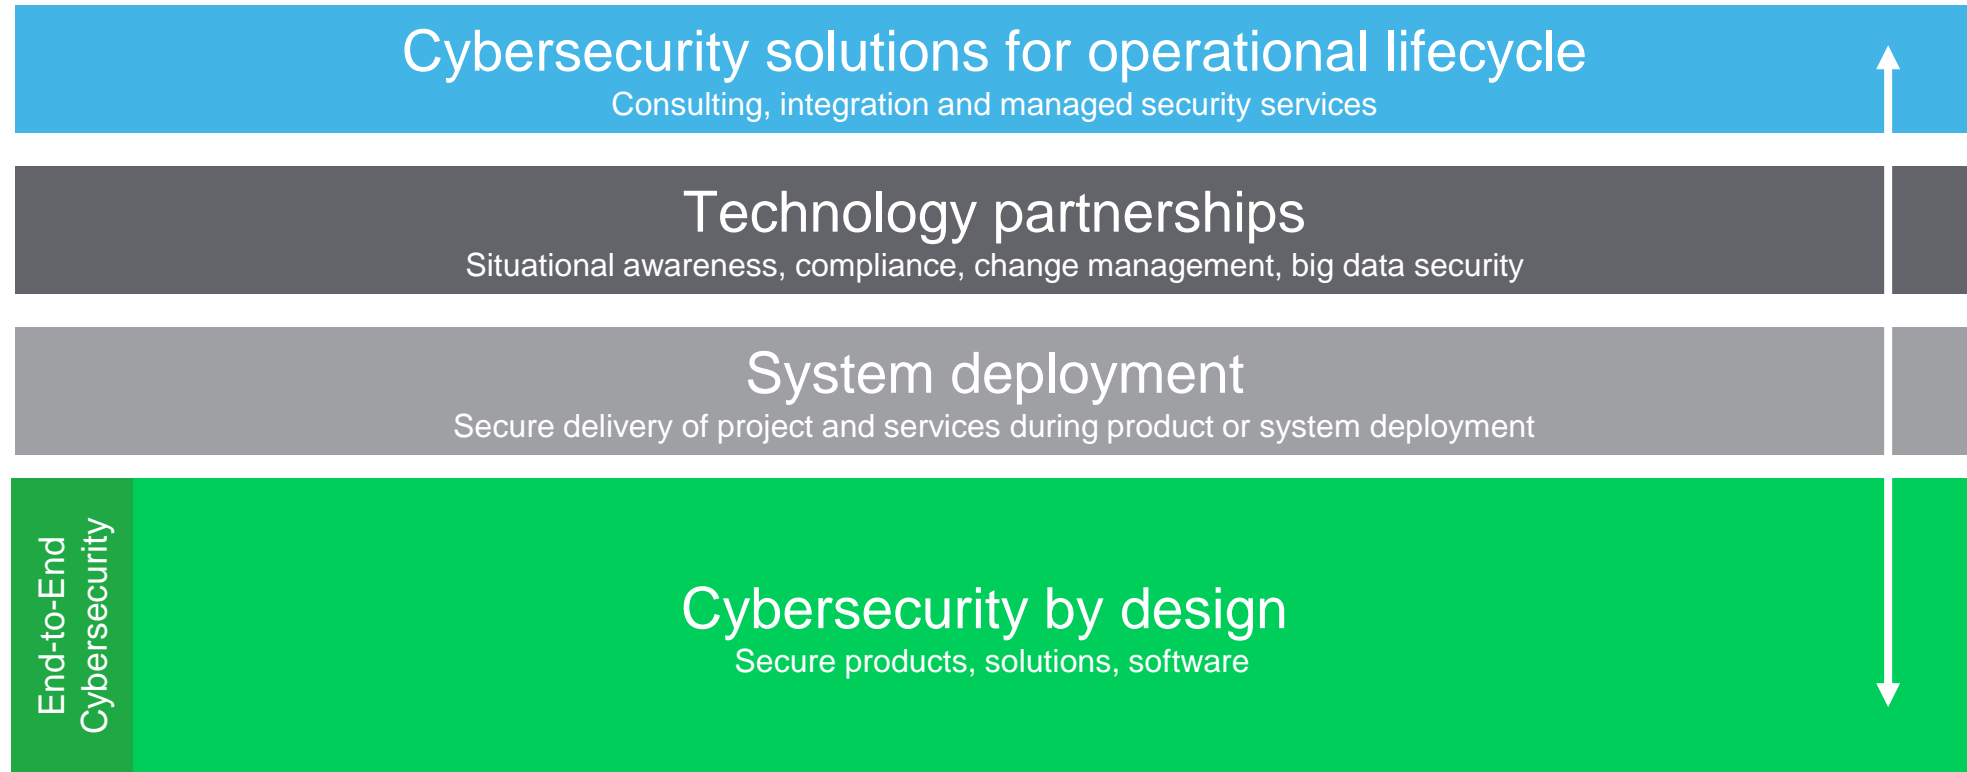 Cybersecurity solutions for operational lifecycle
Consulting, integration and managed security services
Technology partnerships
Situational awareness, compliance, change management, big data security
System deployment
Secure delivery of project and services during product or system deployment
End-to-End
Cybersecurity
Cybersecurity by design
Secure products, solutions, software